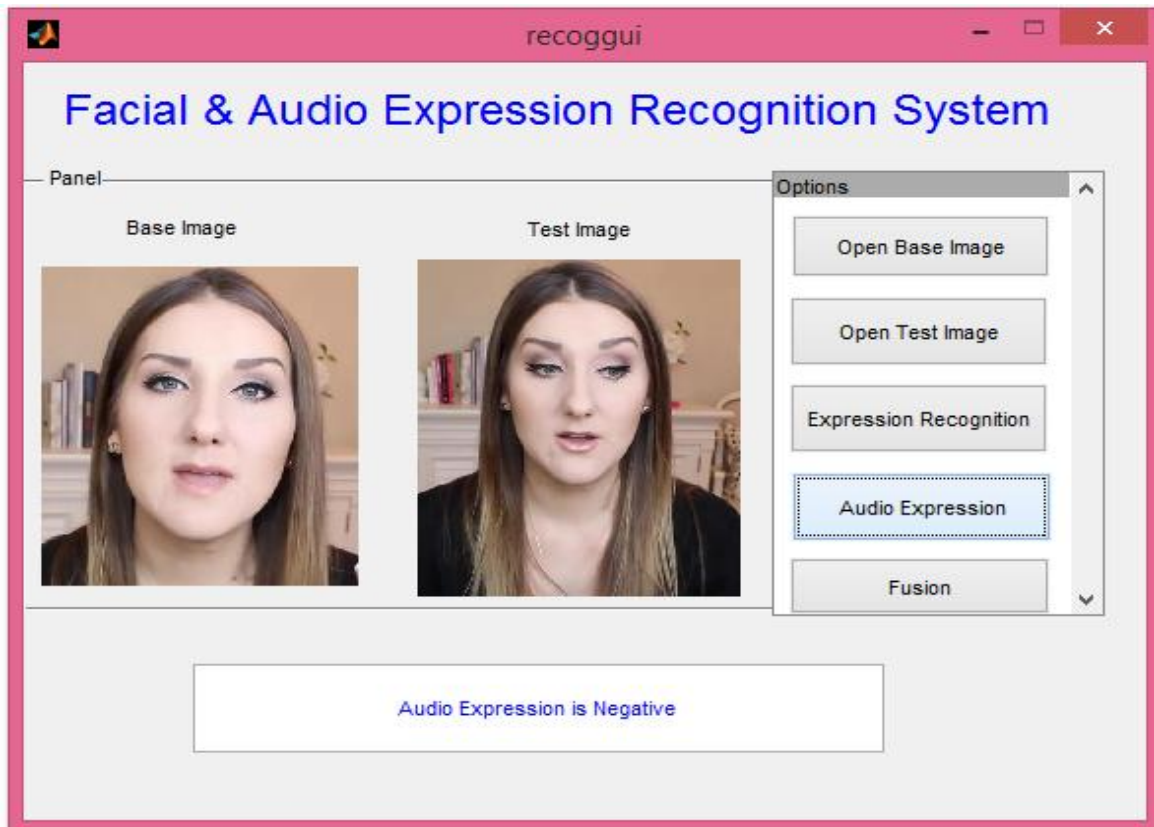 recoggui
Facial & Audio Expression Recognition System
Panel
Base Image
Test Image
Options
Open Base Image
Open Test Image
Expression Recognition
Audio Expression
Fusion
Audio Expression is Negative